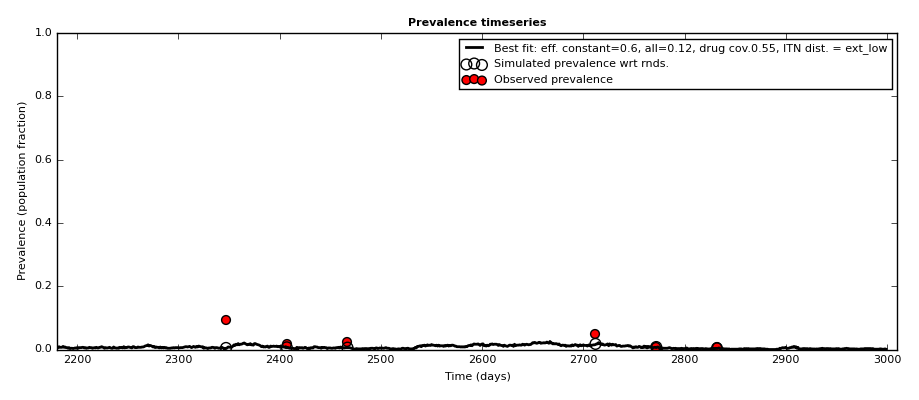 Prevalence timeseries
Best fit: eff. constant=0.6, all=0.12, drug cov.0.55, ITN dist. = ext_low
Simulated prevalence wrt rnds.
Observed prevalence
Prevalence (population fraction)
1.0
0.8
0.6
0.4
0.2
0.0
2200 2300 2400 2500 2600 2700 2800 2900 3000
Time (days)